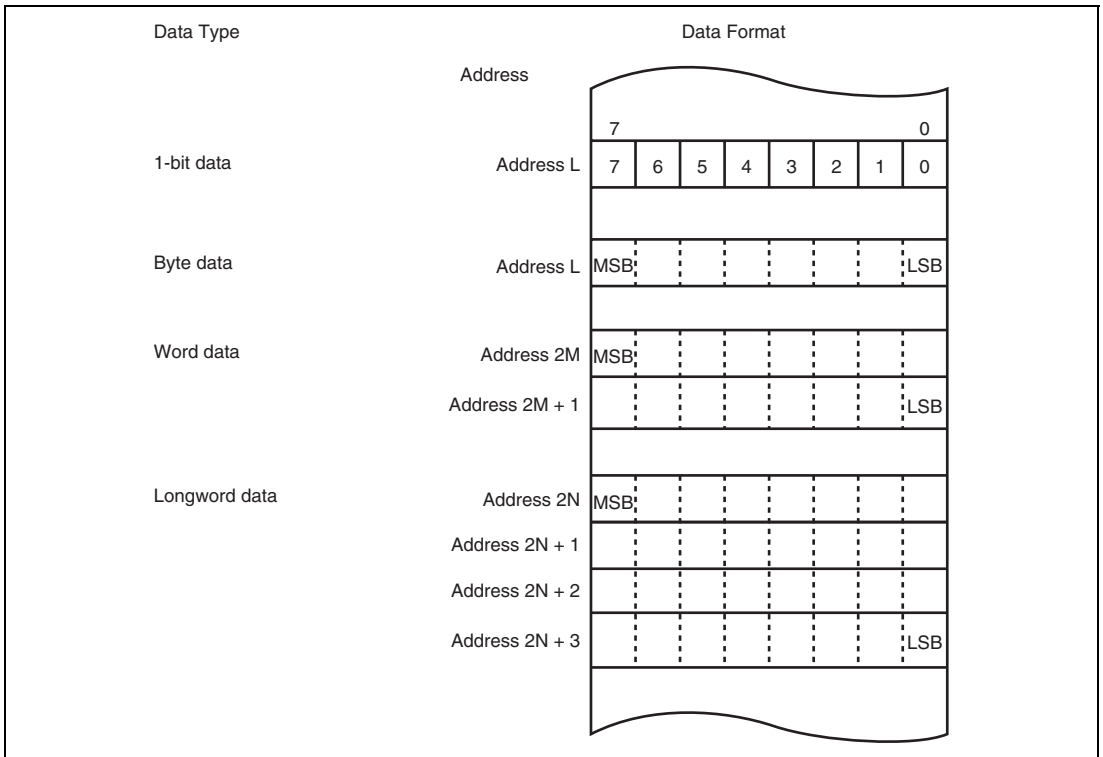 Data Type Data Format
Address
7 0
1-bit data Address L 7 6 5 4 3 2 1 0
Byte data Address L MSB LSB
Word data Address 2M MSB
Address 2M + 1 LSB
Longword data Address 2N MSB
Address 2N + 1
Address 2N + 2
Address 2N + 3 LSB